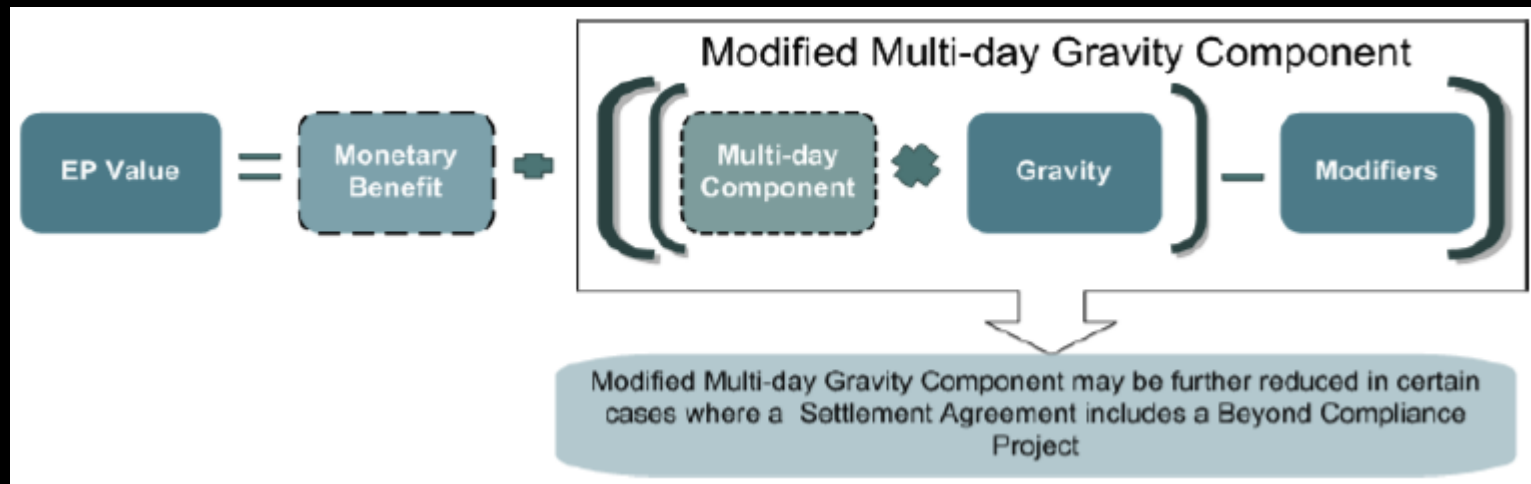 Modified Multi-day Gravity Component
EP Value
=
Monetary
Benefit
+
((
Multi-day
Component
×
Gravity
)
−
Modifiers
)
Modified Multi-day Gravity Component may be further reduced in certain
cases where a Settlement Agreement includes a Beyond Compliance
Project